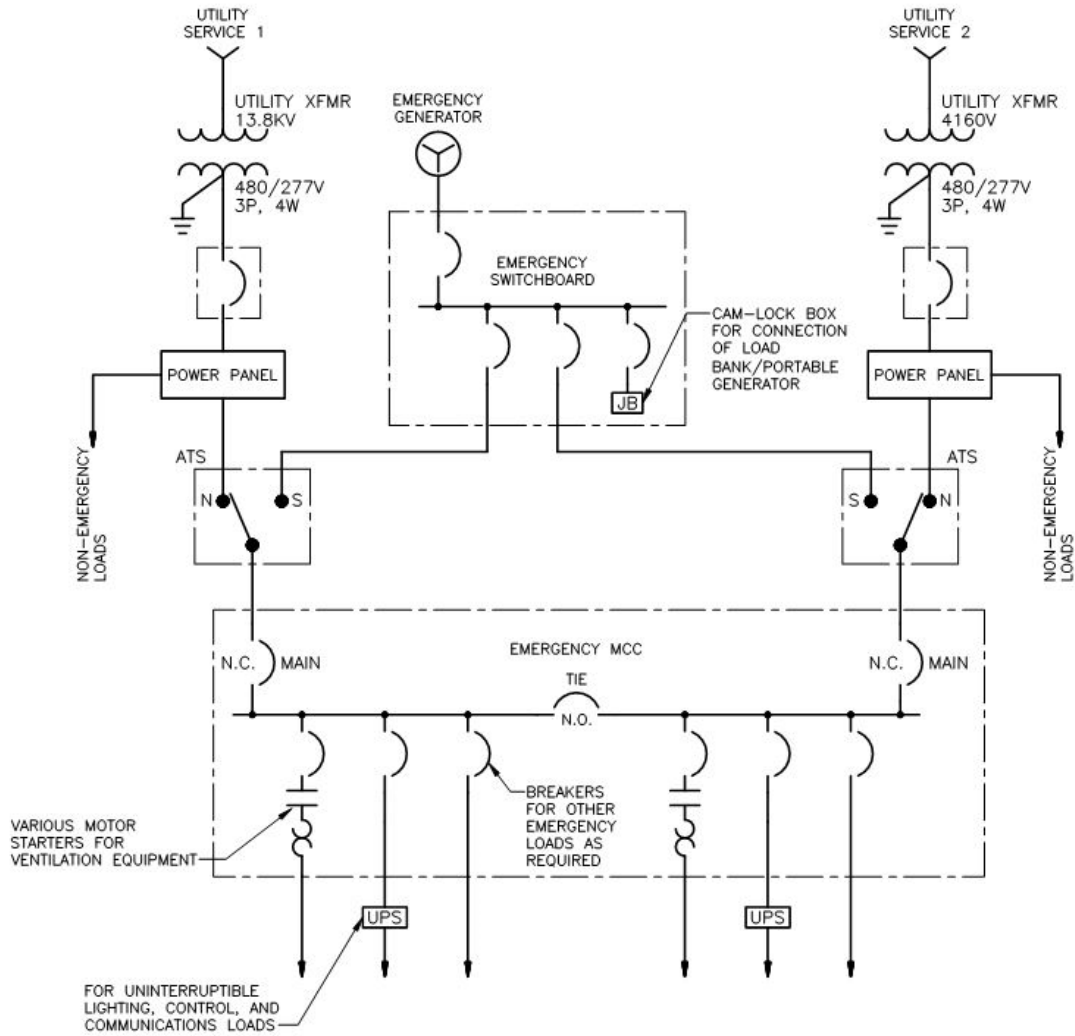 UTILITY
SERVICE 1
UTILITY
SERVICE 2
UTILITY XFMR
13.8KV
EMERGENCY
GENERATOR
UTILITY XFMR
4160V
480/277V
3P, 4W
480/277V
3P, 4W
EMERGENCY
SWITCHBOARD
CAM-LOCK BOX
FOR CONNECTION
OF LOAD
BANK/PORTABLE
GENERATOR
POWER PANEL
POWER PANEL
JB
NON-EMERGENCY
LOADS
ATS
N
S
ATS
S
N
NON-EMERGENCY
LOADS
EMERGENCY MCC
N.C.
MAIN
TIE
N.O.
N.C.
MAIN
BREAKERS
FOR OTHER
EMERGENCY
LOADS AS
REQUIRED
VARIOUS MOTOR
STARTERS FOR
VENTILATION EQUIPMENT
UPS
UPS
FOR UNINTERRUPTIBLE
LIGHTING, CONTROL, AND
COMMUNICATIONS LOADS